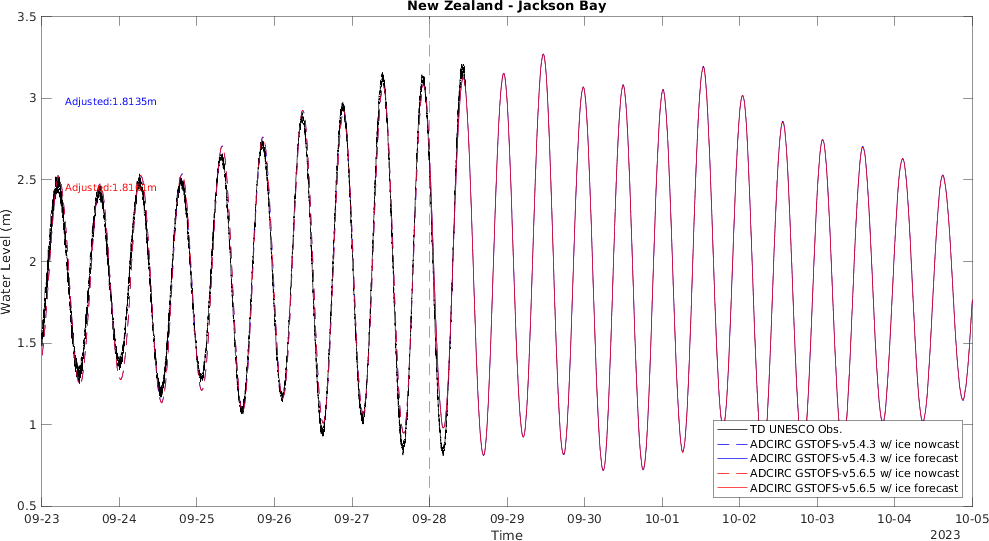 New Zealand - Jackson Bay
3.5
3
2.5
2
1.5
1
0.5
Water Level (m)
Adjusted:1.8135m
TD UNESCO Obs.
ADCIRC GSTOFS-v5.4.3 w/ ice nowcast
ADCIRC GSTOFS-v5.4.3 w/ ice forecast
ADCIRC GSTOFS-v5.6.5 w/ ice nowcast
ADCIRC GSTOFS-v5.6.5 w/ ice forecast
09-23 09-24 09-25 09-26 09-27 09-28 09-29 09-30 10-01 10-02 10-03 10-04 10-05
Time
2023